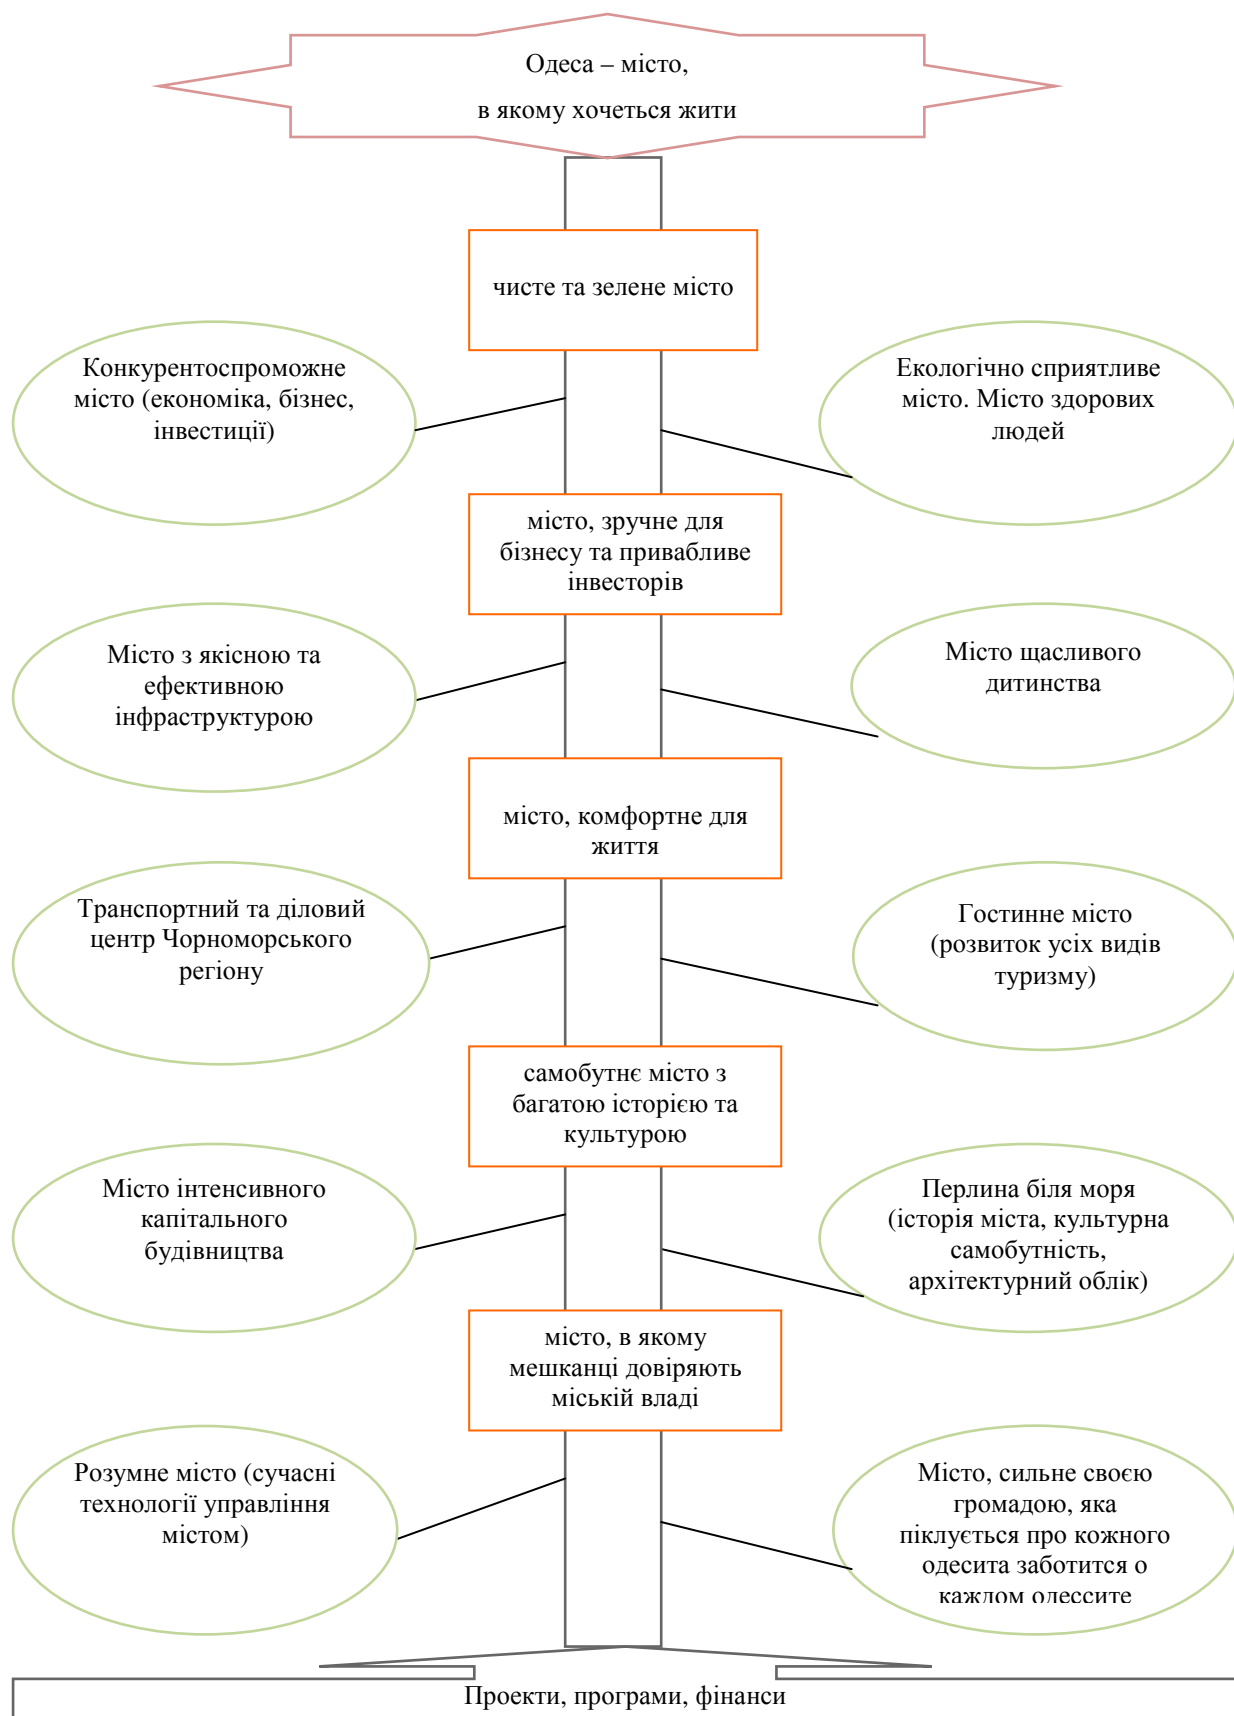 Одеса – місто,
в якому хочеться жити
чисте та зелене місто
Конкурентоспроможне
місто (економіка, бізнес,
інвестиції)
Екологічно сприятливе
місто. Місто здорових
людей
місто, зручне для
бізнесу та привабливе
інвесторів
Місто з якісною та
ефективною
інфраструктурою
Місто щасливого
дитинства
місто, комфортне для
життя
Транспортний та діловий
центр Чорноморського
регіону
Гостинне місто
(розвиток усіх видів
туризму)
самобутнє місто з
багатою історією та
культурою
Місто інтенсивного
капітального
будівництва
Перлина біля моря
(історія міста, культурна
самобутність,
архітектурний облік)
місто, в якому
мешканці довіряють
міській владі
Розумне місто (сучасні
технології управління
містом)
Місто, сильне своєю
громадою, яка
піклується про кожного
одесита заботится о
каждом одессите
Проекти, програми, фінанси